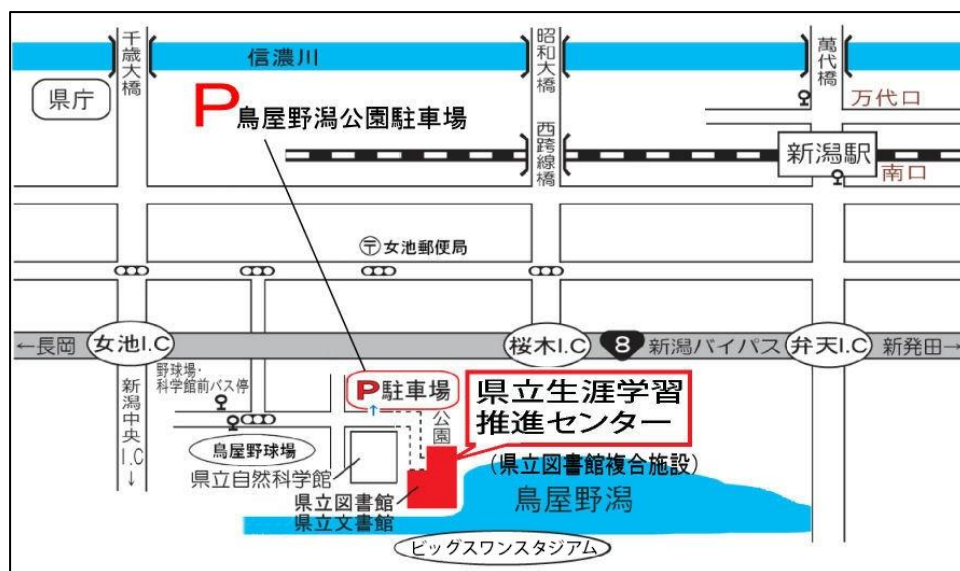 千歳大橋
信濃川
昭和大橋
萬代橋
県庁
P鳥屋野潟公園駐車場
西跨線橋
万代口
新潟駅
南口
〒女池郵便局
←長岡
女池I.C
桜木I.C
8
新潟バイパス
弁天I.C
新発田→
野球場・
科学館前バス停
P駐車場
↑
新潟中央I.C↓
公園
県立生涯学習
推進センター
(県立図書館複合施設)
鳥屋野球場
県立自然科学館
県立図書館
県立文書館
鳥屋野潟
ビッグスワンスタジアム